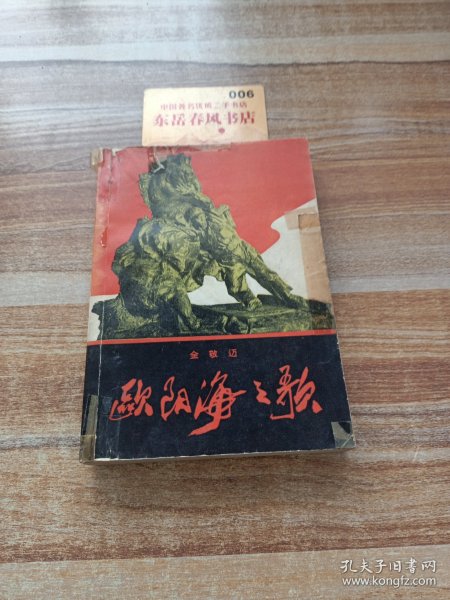 006
中国著名优质二手书店
东岳春风书店
金敬迈
欧阳海之歌
孔夫子旧书网
www.kongfz.com